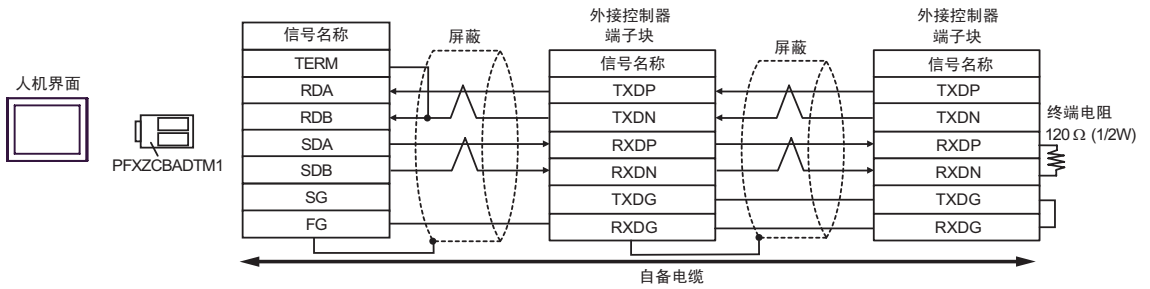 人机界面
PFXZCBADTM1
信号名称
TERM
RDA
RDB
SDA
SDB
SG
FG
屏蔽
外接控制器
端子块
信号名称
TXDP
TXDN
RXDP
RXDN
TXDG
RXDG
屏蔽
外接控制器
端子块
信号名称
TXDP
TXDN
RXDP
RXDN
TXDG
RXDG
终端电阻
120 Ω (1/2W)
自备电缆